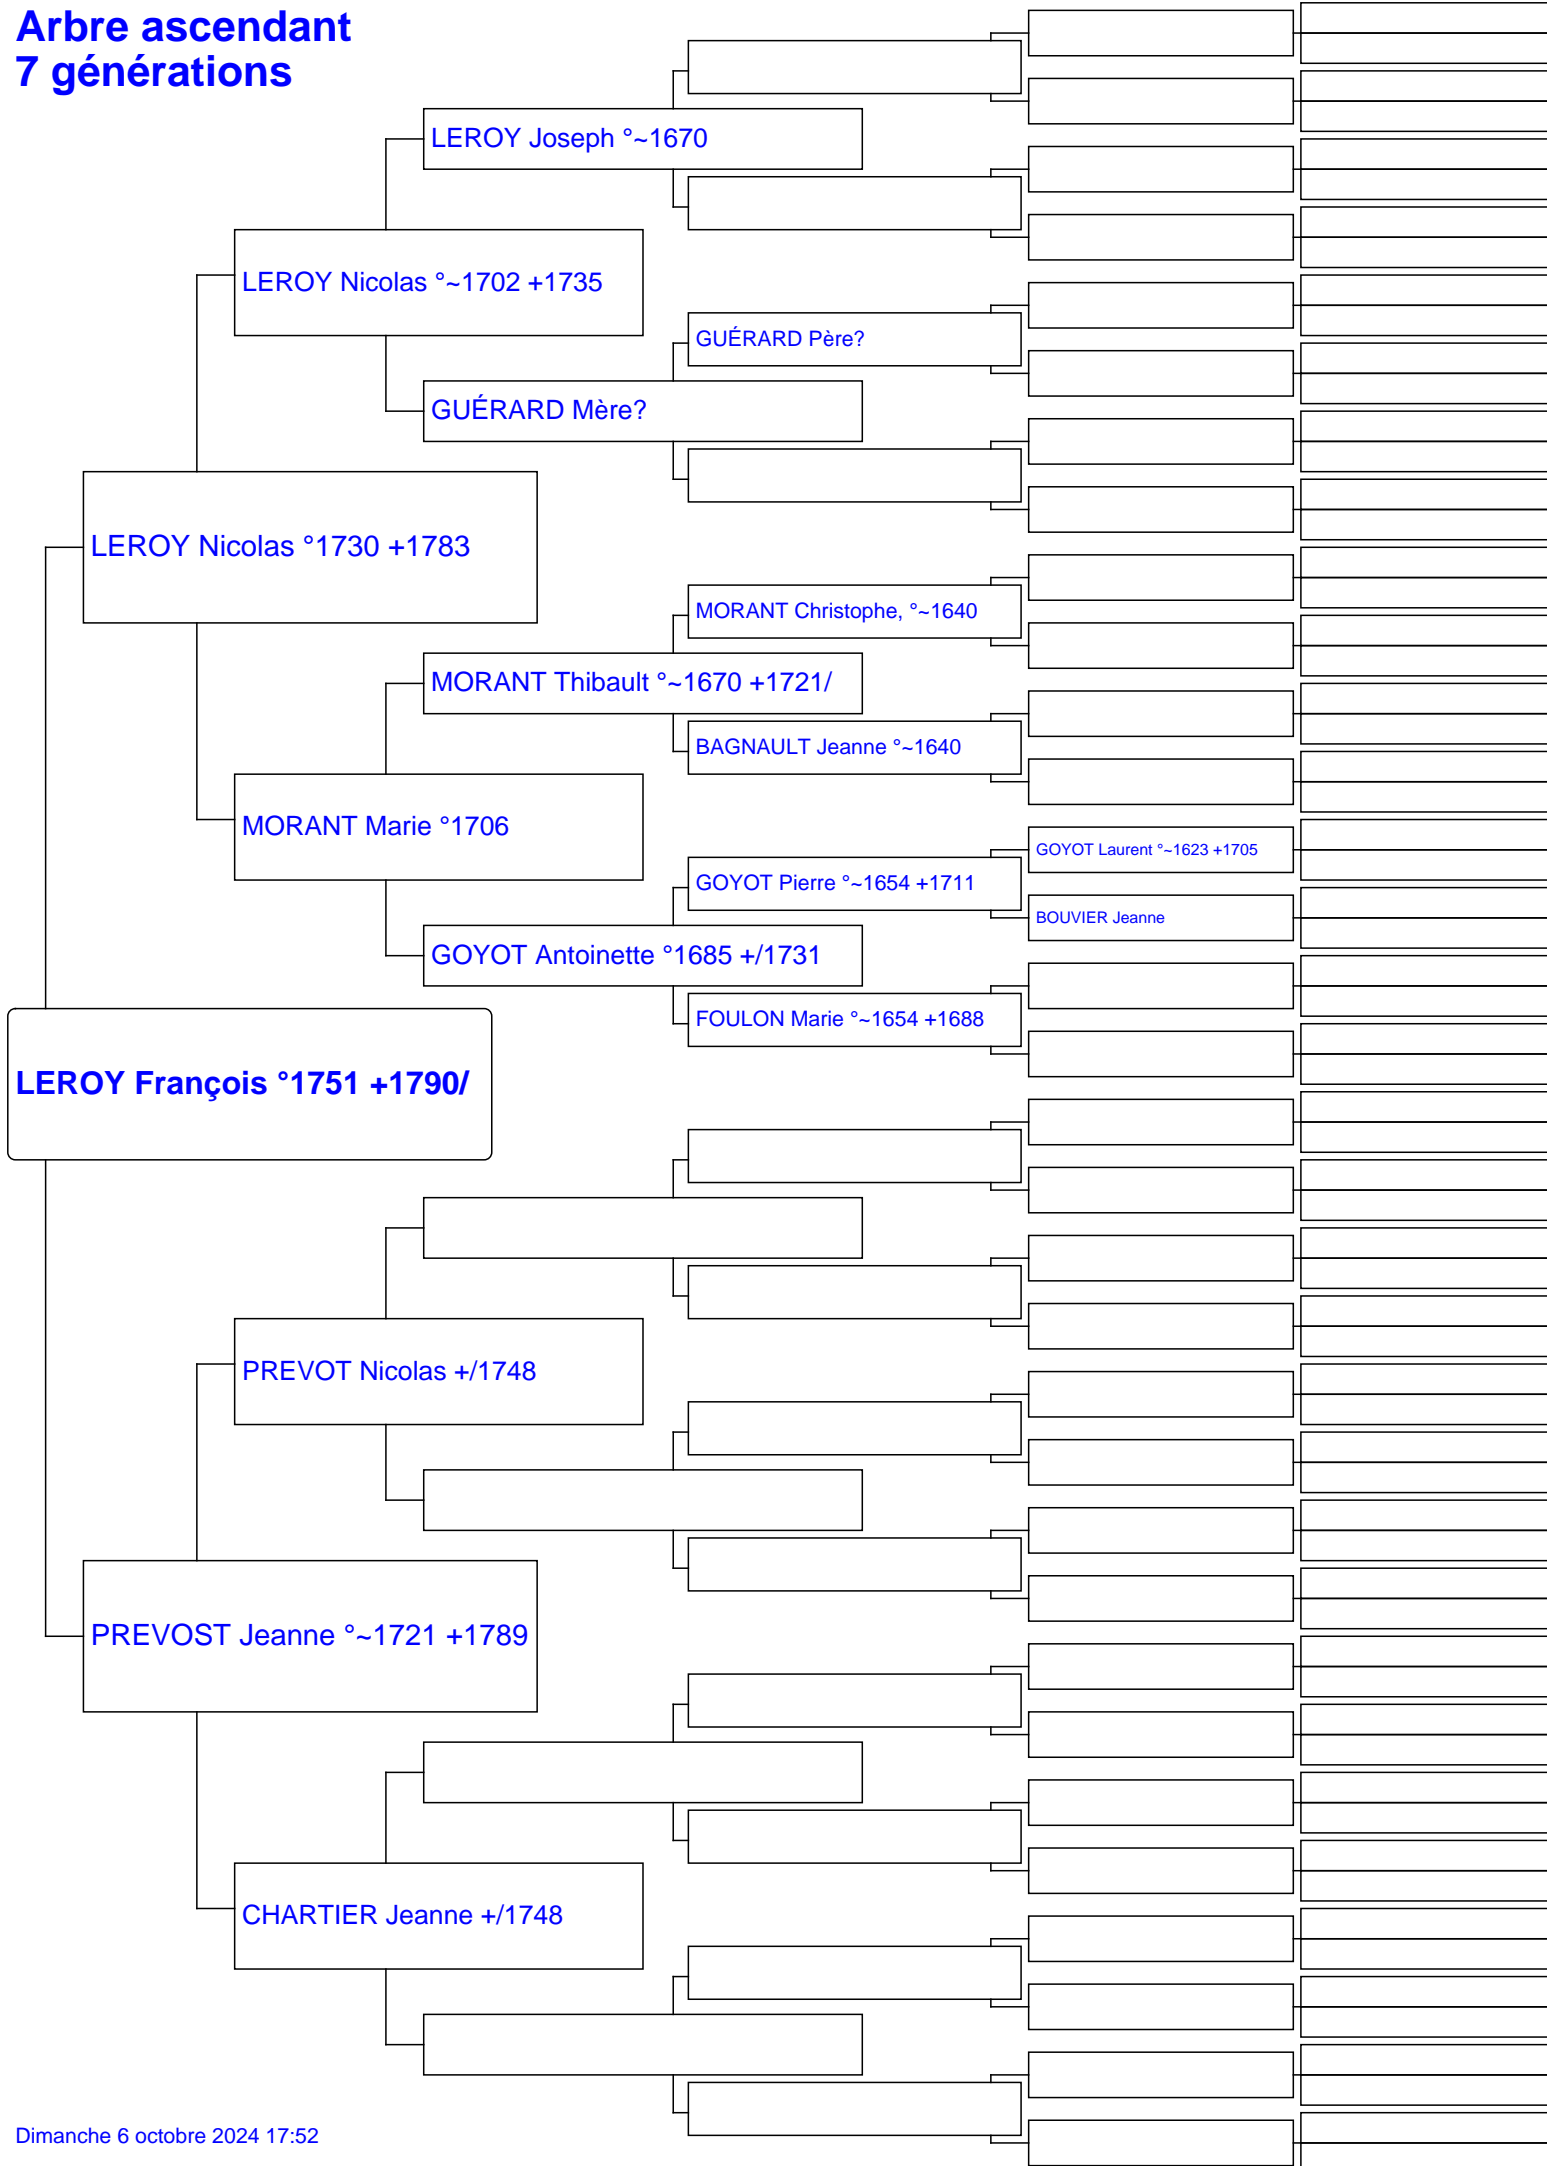 Arbre ascendant
7 générations
LEROY Joseph °~1670
LEROY Nicolas °~1702 +1735
GUÉRARD Père?
GUÉRARD Mère?
LEROY Nicolas °1730 +1783
MORANT Christophe, °~1640
MORANT Thibault °~1670 +1721/
BAGNAULT Jeanne °~1640
MORANT Marie °1706
GOYOT Laurent °~1623 +1705
GOYOT Pierre °~1654 +1711
BOUVIER Jeanne
GOYOT Antoinette °1685 +/1731
FOULON Marie °~1654 +1688
LEROY François °1751 +1790/
PREVOT Nicolas +/1748
PREVOST Jeanne °~1721 +1789
CHARTIER Jeanne +/1748
Dimanche 6 octobre 2024 17:52